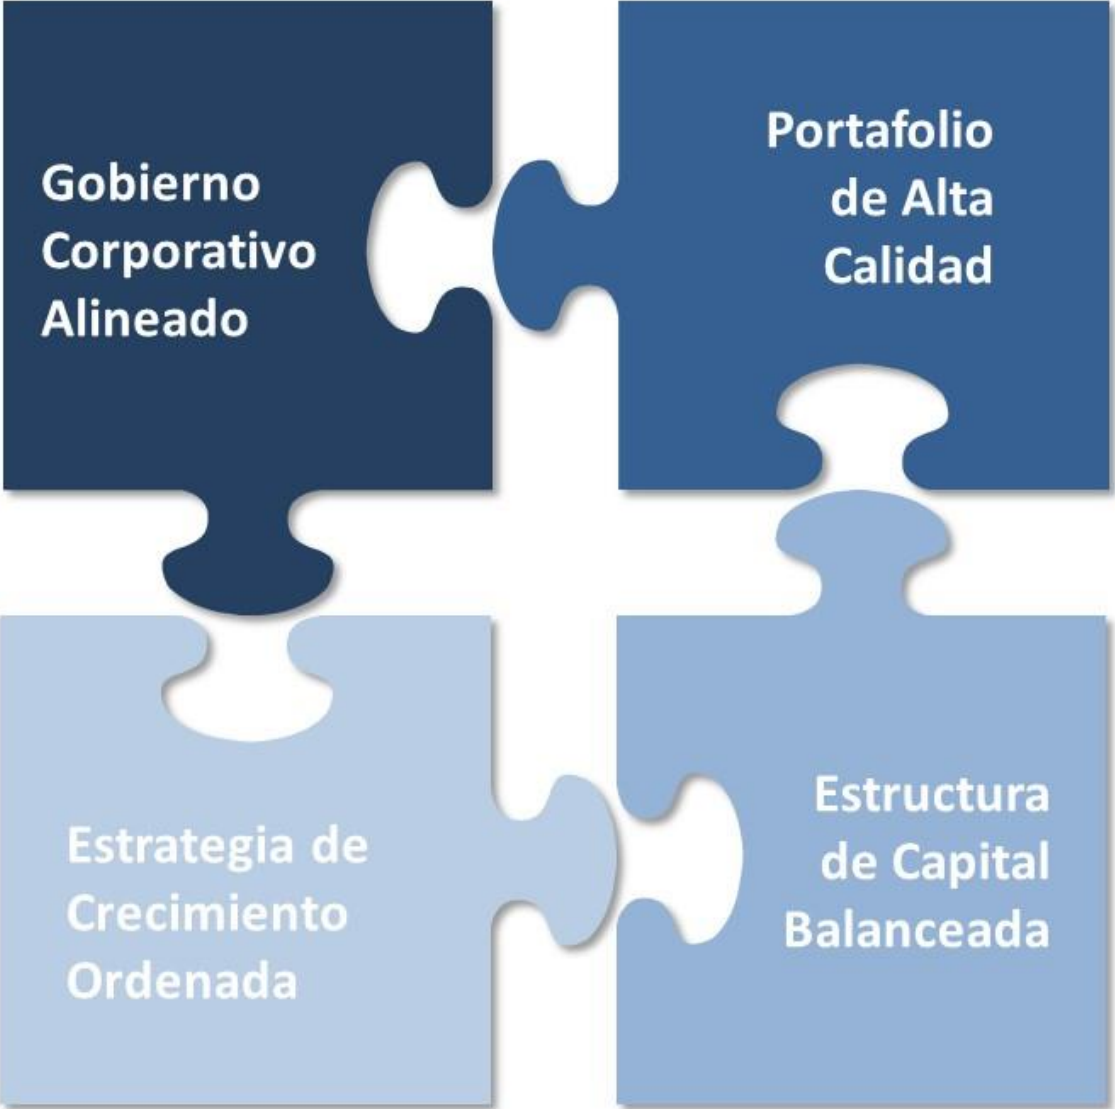 Gobierno
Corporativo
Alineado
Portafolio
de Alta
Calidad
Estrategia de
Crecimiento
Ordenada
Estructura
de Capital
Balanceada